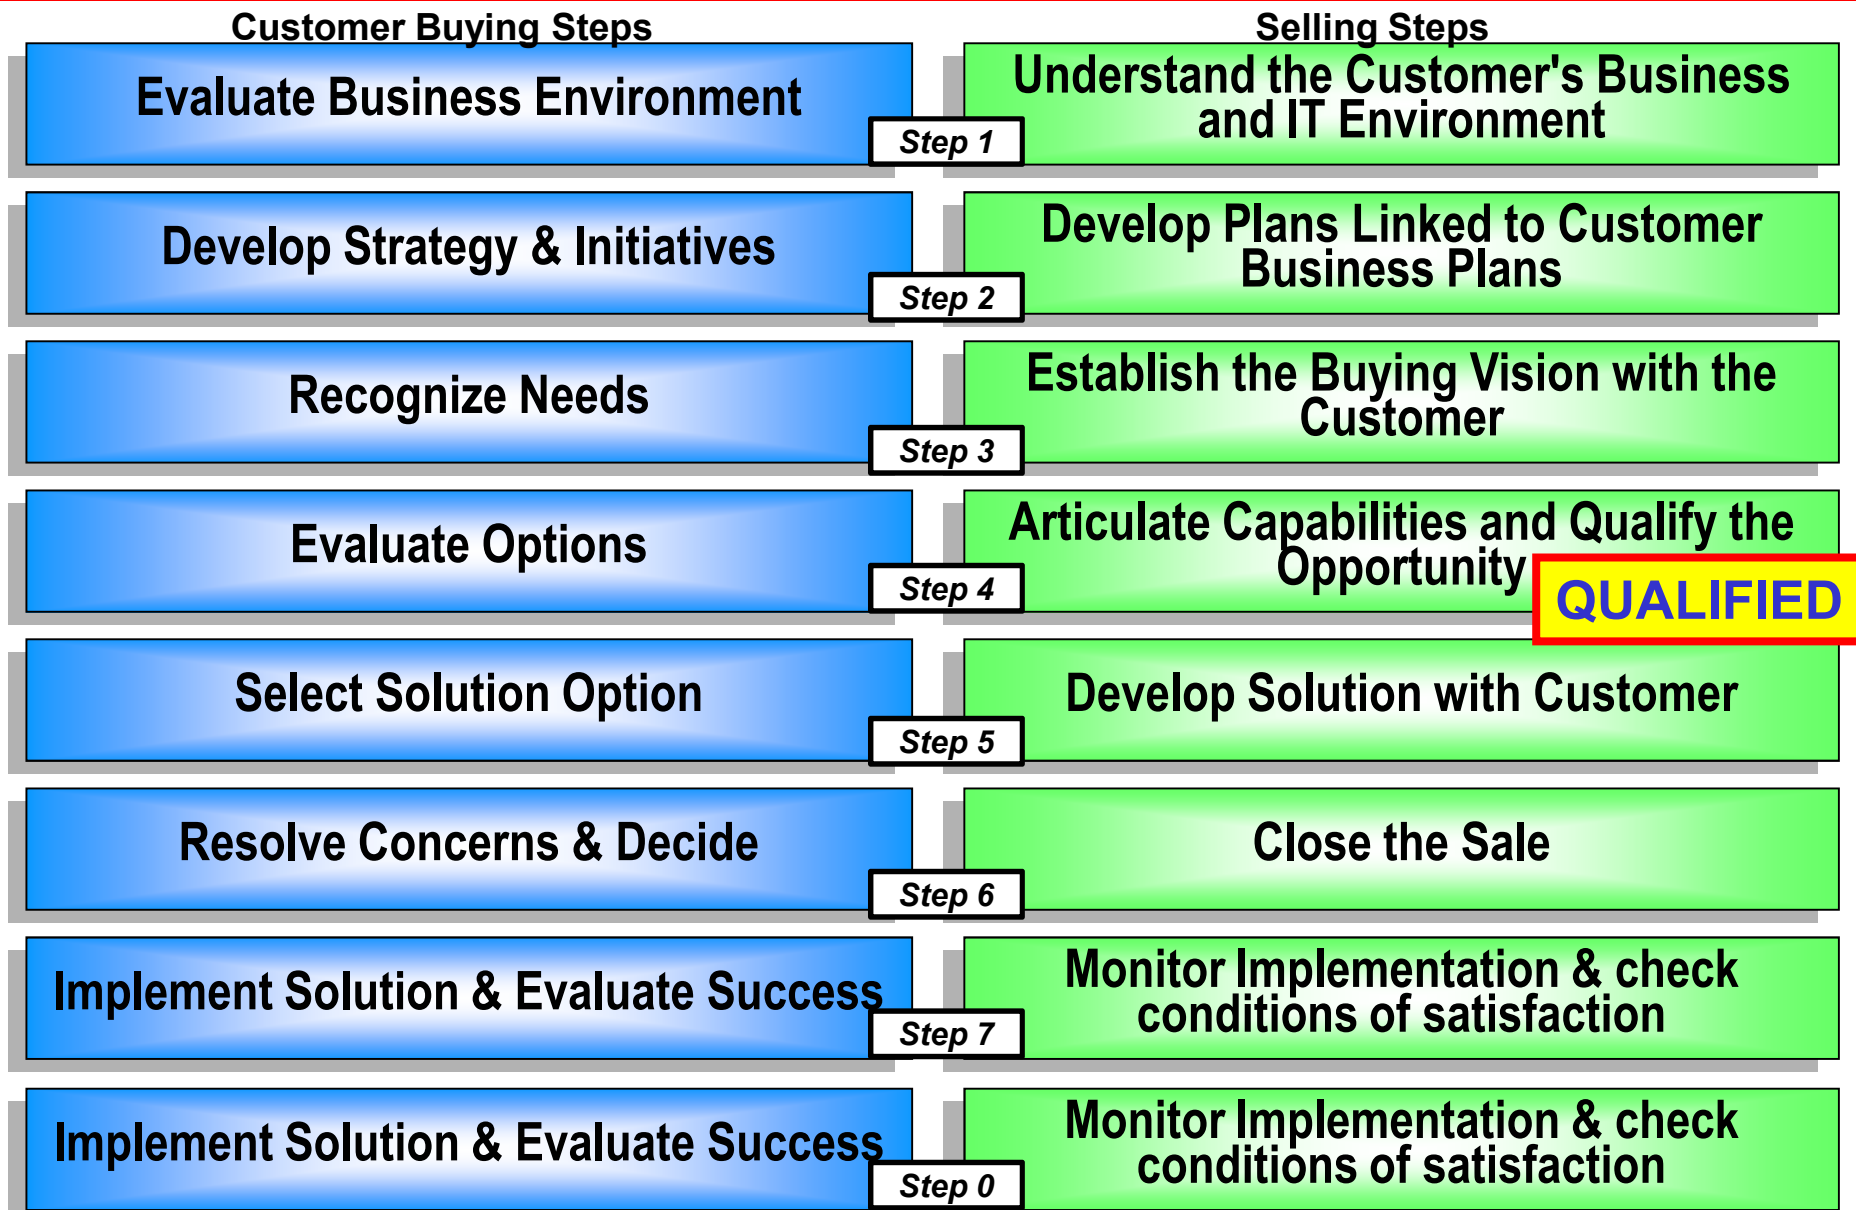 Customer Buying Steps
Selling Steps
Evaluate Business Environment
Step 1
Understand the Customer's Business
and IT Environment
Develop Strategy & Initiatives
Step 2
Develop Plans Linked to Customer
Business Plans
Recognize Needs
Step 3
Establish the Buying Vision with the
Customer
Evaluate Options
Step 4
Articulate Capabilities and Qualify the
Opportunity
QUALIFIED
Select Solution Option
Step 5
Develop Solution with Customer
Resolve Concerns & Decide
Step 6
Close the Sale
Implement Solution & Evaluate Success
Step 7
Monitor Implementation & check
conditions of satisfaction
Implement Solution & Evaluate Success
Step 0
Monitor Implementation & check
conditions of satisfaction